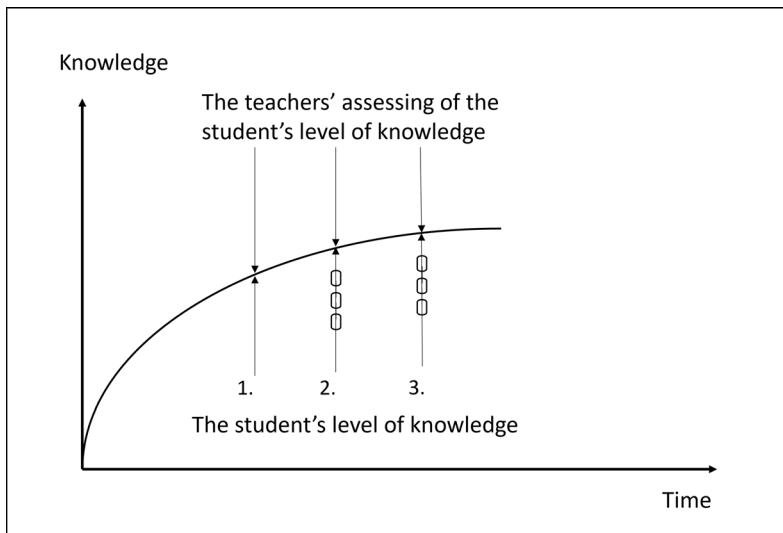 Knowledge
The teachers’ assessing of the
student’s level of knowledge
1.
2.
3.
The student’s level of knowledge
Time